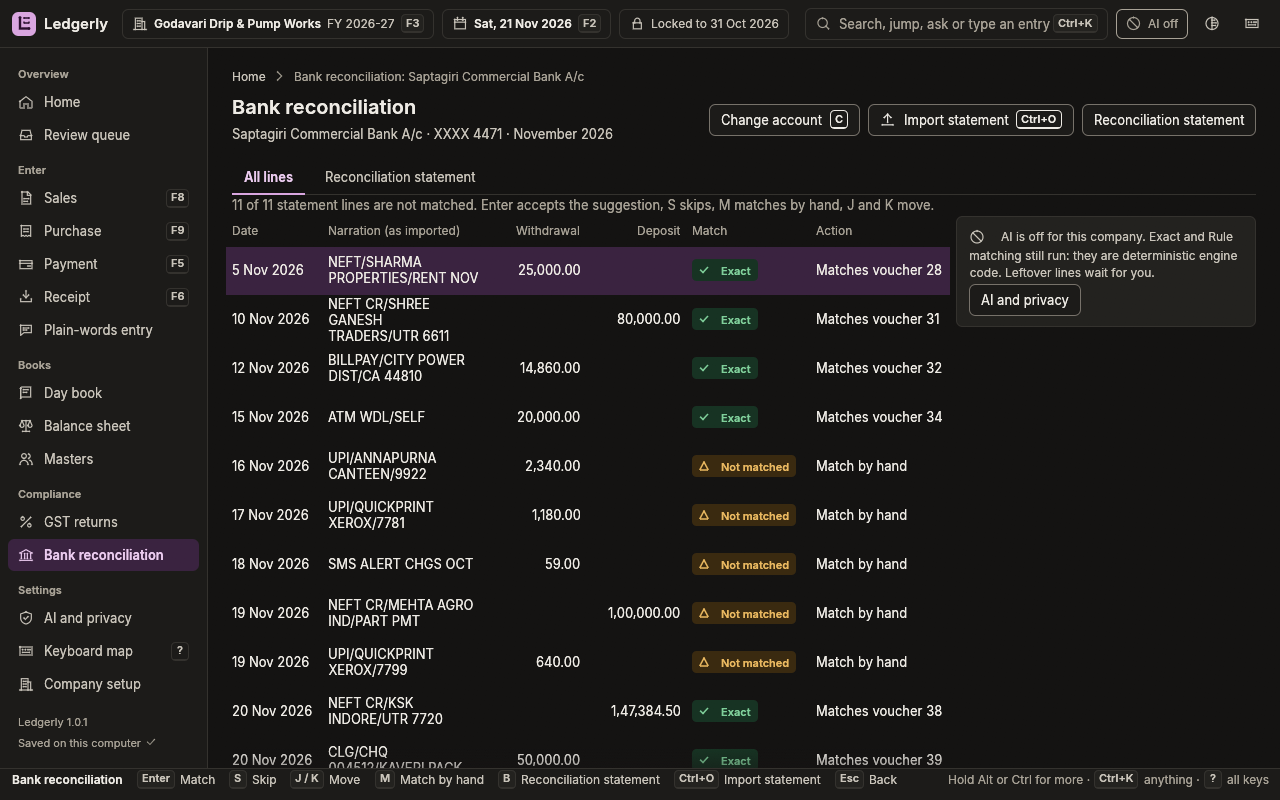 Ledgerly
Godavari Drip & Pump Works FY 2026-27 F3
Sat, 21 Nov 2026 F2
Locked to 31 Oct 2026
Search, jump, ask or type an entry Ctrl+K
AI off
Overview
Home
Review queue
Enter
Sales F8
Purchase F9
Payment F5
Receipt F6
Plain-words entry
Books
Day book
Balance sheet
Masters
Compliance
GST returns
Bank reconciliation
Settings
AI and privacy
Keyboard map ?
Company setup
Ledgerly 1.0.1
Saved on this computer
Home > Bank reconciliation: Saptagiri Commercial Bank A/c
Bank reconciliation
Saptagiri Commercial Bank A/c · XXXX 4471 · November 2026
Change account C
Import statement Ctrl+O
Reconciliation statement
All lines Reconciliation statement
11 of 11 statement lines are not matched. Enter accepts the suggestion, S skips, M matches by hand, J and K move.
Date Narration (as imported) Withdrawal Deposit Match Action
5 Nov 2026 NEFT/SHARMA PROPERTIES/RENT NOV 25,000.00 Exact Matches voucher 28
10 Nov 2026 NEFT CR/SHREE GANESH TRADERS/UTR 6611 80,000.00 Exact Matches voucher 31
12 Nov 2026 BILLPAY/CITY POWER DIST/CA 44810 14,860.00 Exact Matches voucher 32
15 Nov 2026 ATM WDL/SELF 20,000.00 Exact Matches voucher 34
16 Nov 2026 UPI/ANNAPURNA CANTEEN/9922 2,340.00 Not matched Match by hand
17 Nov 2026 UPI/QUICKPRINT XEROX/7781 1,180.00 Not matched Match by hand
18 Nov 2026 SMS ALERT CHGS OCT 59.00 Not matched Match by hand
19 Nov 2026 NEFT CR/MEHTA AGRO IND/PART PMT 1,00,000.00 Not matched Match by hand
19 Nov 2026 UPI/QUICKPRINT XEROX/7799 640.00 Not matched Match by hand
20 Nov 2026 NEFT CR/KSK INDORE/UTR 7720 1,47,384.50 Exact Matches voucher 38
20 Nov 2026 CLG/CHQ 50,000.00 Exact Matches voucher 39
AI is off for this company. Exact and Rule
matching still run: they are deterministic engine
code. Leftover lines wait for you.
AI and privacy
Bank reconciliation Enter Match S Skip J / K Move M Match by hand B Reconciliation statement Ctrl+O Import statement Esc Back Hold Alt or Ctrl for more · Ctrl+K anything · ? all keys